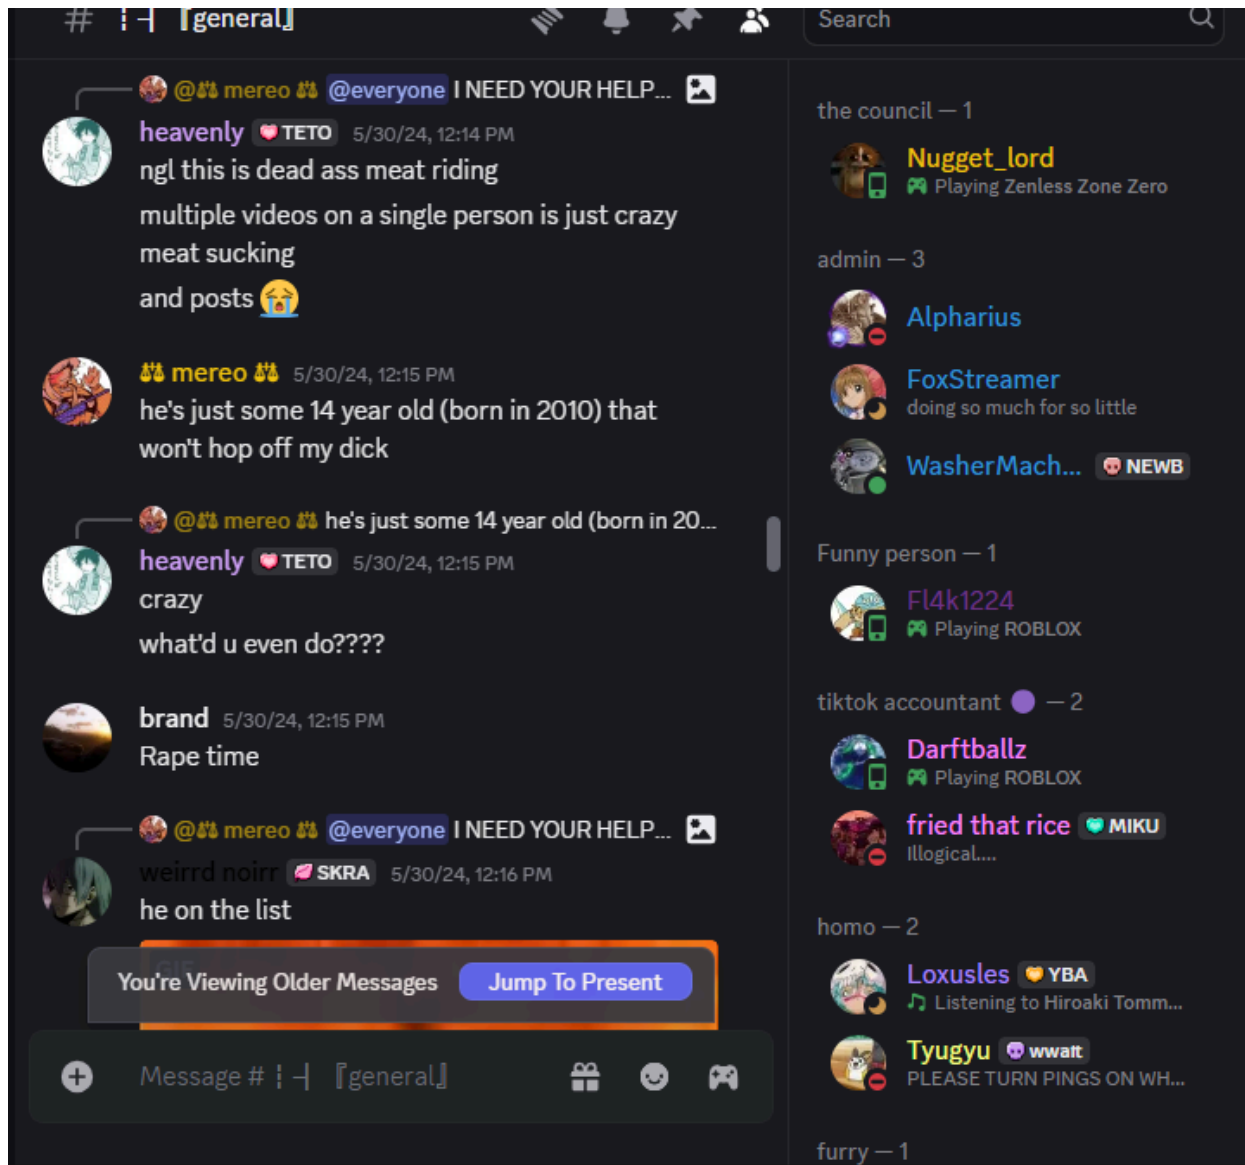 # ┆ ┤ 『general』
Search
@⚖ mereo ⚖ @everyone I NEED YOUR HELP...
heavenly TETO 5/30/24, 12:14 PM
ngl this is dead ass meat riding
multiple videos on a single person is just crazy
meat sucking
and posts 😭
⚖ mereo ⚖ 5/30/24, 12:15 PM
he's just some 14 year old (born in 2010) that
won't hop off my dick
@⚖ mereo ⚖ he's just some 14 year old (born in 20...
heavenly TETO 5/30/24, 12:15 PM
crazy
what'd u even do????
brand 5/30/24, 12:15 PM
Rape time
@⚖ mereo ⚖ @everyone I NEED YOUR HELP...
weirrd noirr SKRA 5/30/24, 12:16 PM
he on the list
GIF
You're Viewing Older Messages Jump To Present
Message # ┆ ┤ 『general』
the council — 1
Nugget_lord
Playing Zenless Zone Zero
admin — 3
Alpharius
FoxStreamer
doing so much for so little
WasherMach... NEWB
Funny person — 1
Fl4k1224
Playing ROBLOX
tiktok accountant 🟣 — 2
Darftballz
Playing ROBLOX
fried that rice MIKU
Illogical....
homo — 2
Loxusles YBA
Listening to Hiroaki Tomm...
Tyugyu wwatt
PLEASE TURN PINGS ON WH...
furry — 1